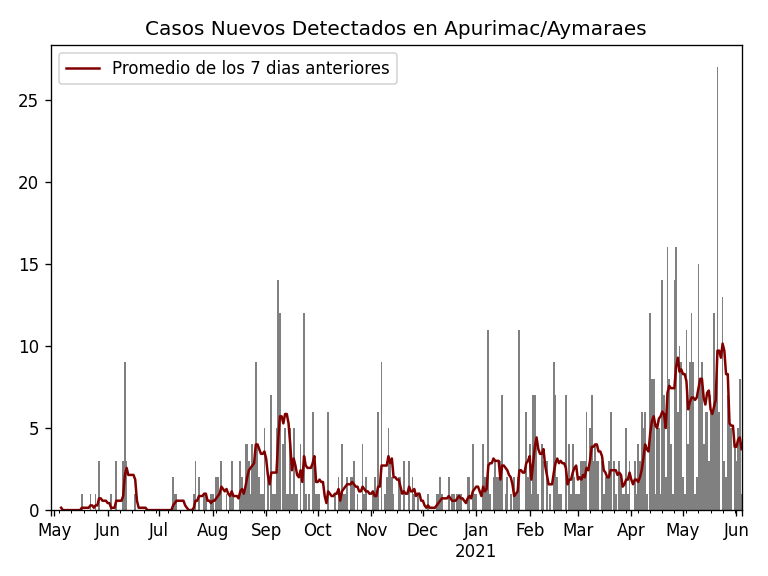 Casos Nuevos Detectados en Apurimac/Aymaraes
Promedio de los 7 dias anteriores
25
20
15
10
5
0
May Jun Jul Aug Sep Oct Nov Dec Jan Feb Mar Apr May Jun
2021